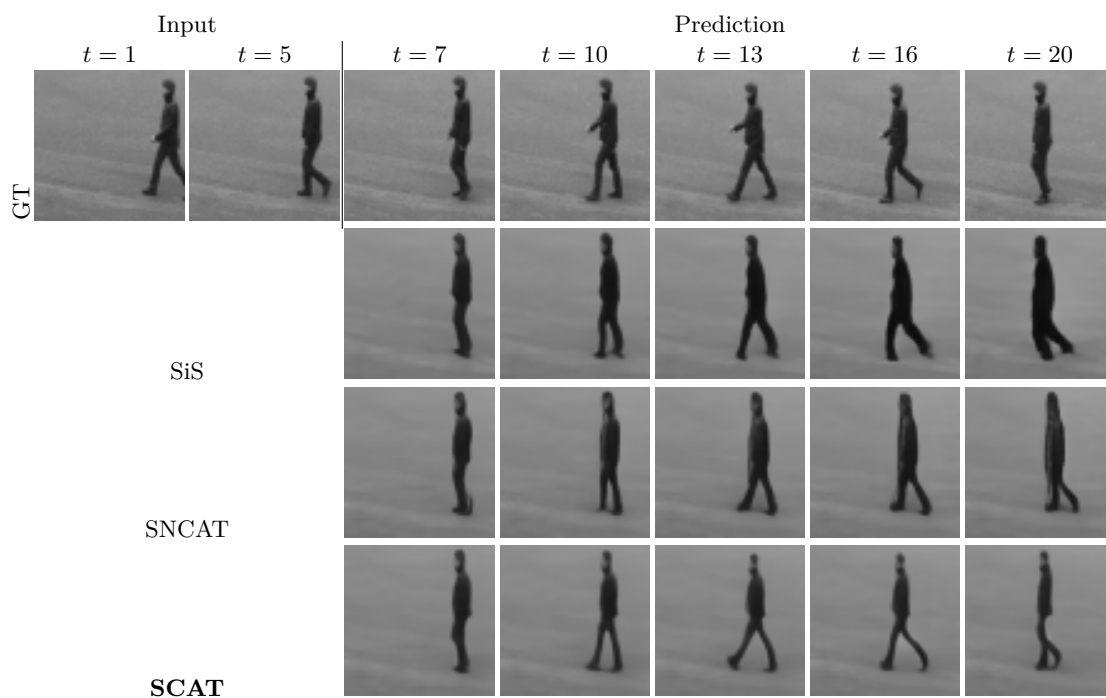 Input Prediction
t = 1 t = 5 t = 7 t = 10 t = 13 t = 16 t = 20
GT
SiS
SNCAT
SCAT